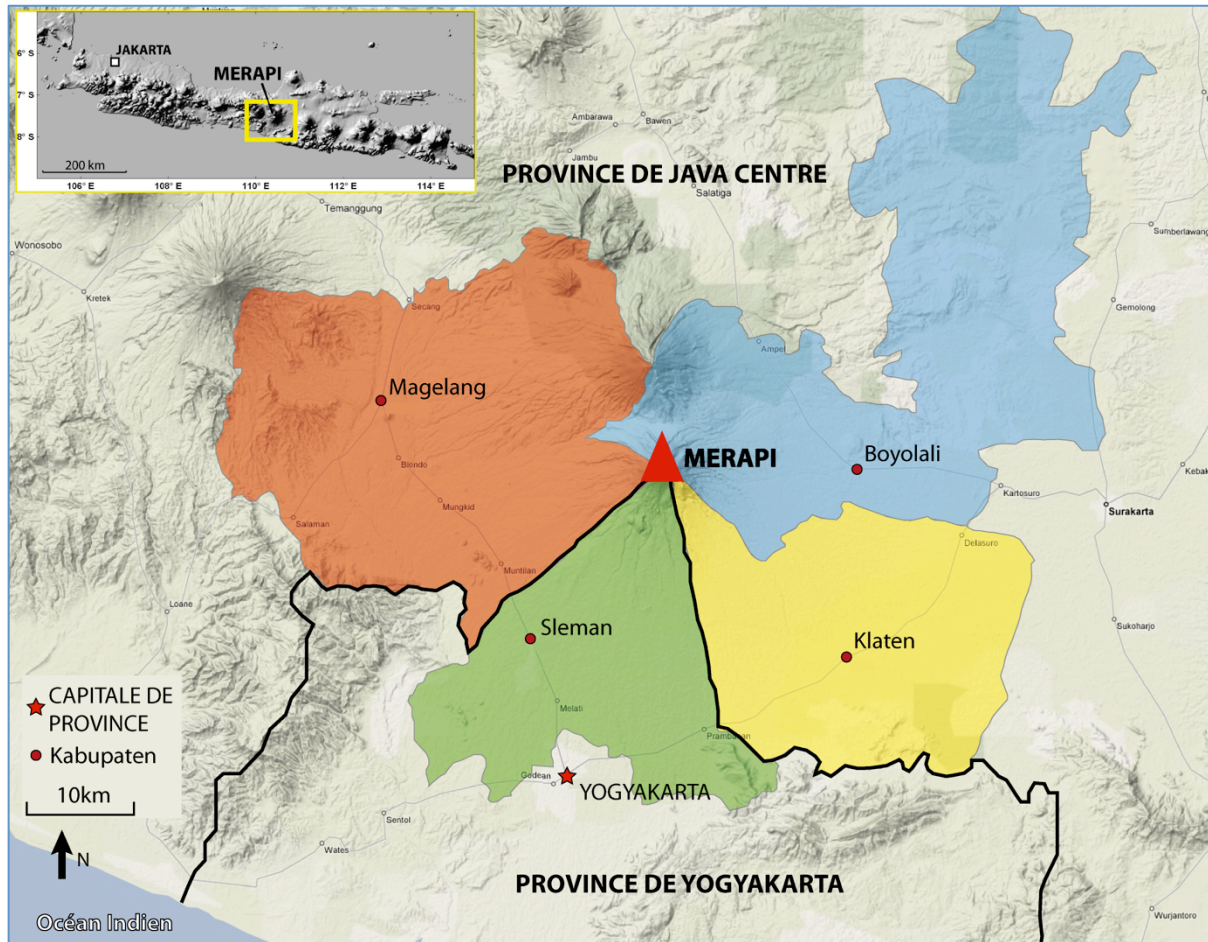 JAKARTA
MERAPI
6° S
7° S
8° S
200 km
106° E
108° E
110° E
112° E
114° E
Ambarawa
Bawen
Jambu
PROVINCE DE JAVA CENTRE
Salatiga
Temanggung
Wonosobo
Sumberlawang
Kretek
Secang
Gemolong
Ampel
Magelang
Blondo
MERAPI
Boyolali
Kebak
Mungkid
Kartosuro
Surakarta
Salaman
Delasuro
Muntilan
Loane
Sleman
Klaten
Sukoharjo
CAPITALE DE
PROVINCE
Kabupaten
Melati
Prambanan
10km
Godean
YOGYAKARTA
Sentol
N
Wates
PROVINCE DE YOGYAKARTA
Océan Indien
Wurjantoro